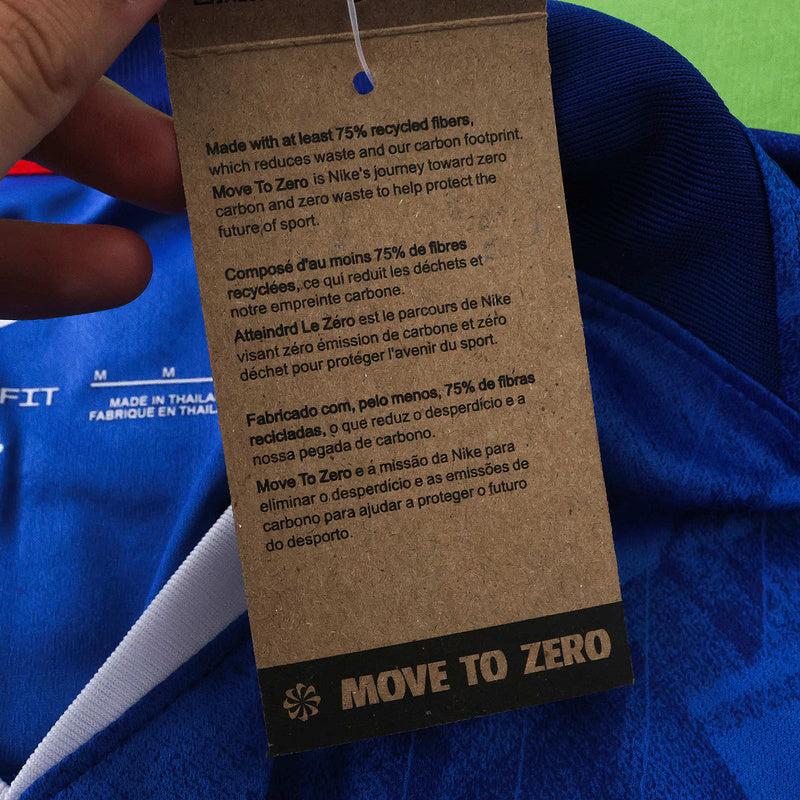 Made with at least 75% recycled fibers,
which reduces waste and our carbon footprint.
Move To Zero is Nike's journey toward zero
carbon and zero waste to help protect the
future of sport.
Composé d'au moins 75% de fibres
recyclées, ce qui reduit les déchets et
notre empreinte carbone.
Atteindrd Le Zéro est le parcours de Nike
visant zéro émission de carbone et zéro
déchet pour protéger l'avenir du sport.
Fabricado com, pelo menos, 75% de fibras
recicladas, o que reduz o desperdício e a
nossa pegada de carbono.
Move To Zero e á missão da Nike para
eliminar o desperdício e as emissões de
carbono para ajudar a proteger o futuro
do desporto.
MOVE TO ZERO
FIT
M M
MADE IN THAILA
FABRIQUE EN THAIL